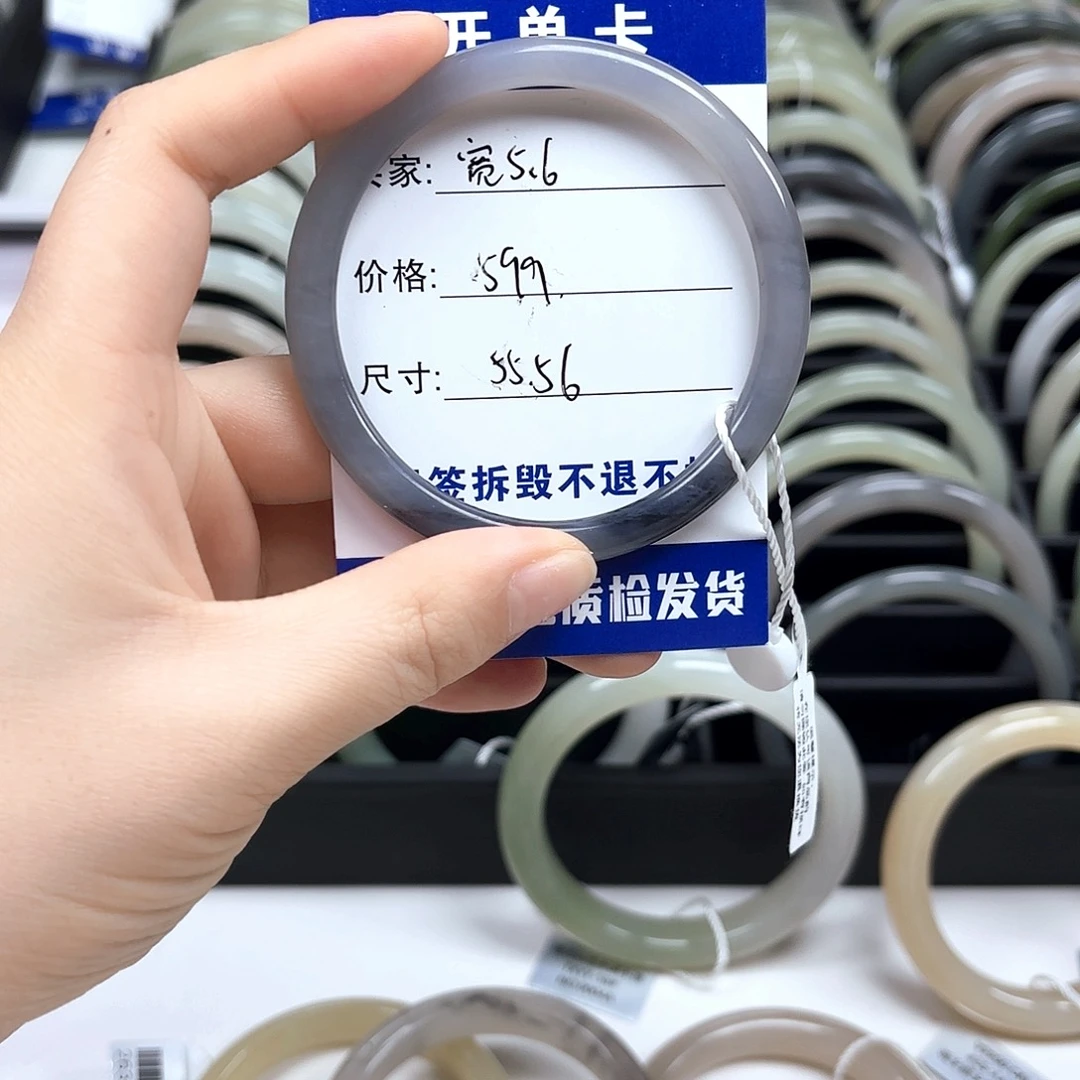 开单卡
家: 宽5.6
价格: 599
尺寸: 55.56
签拆毁不退不
质检发货